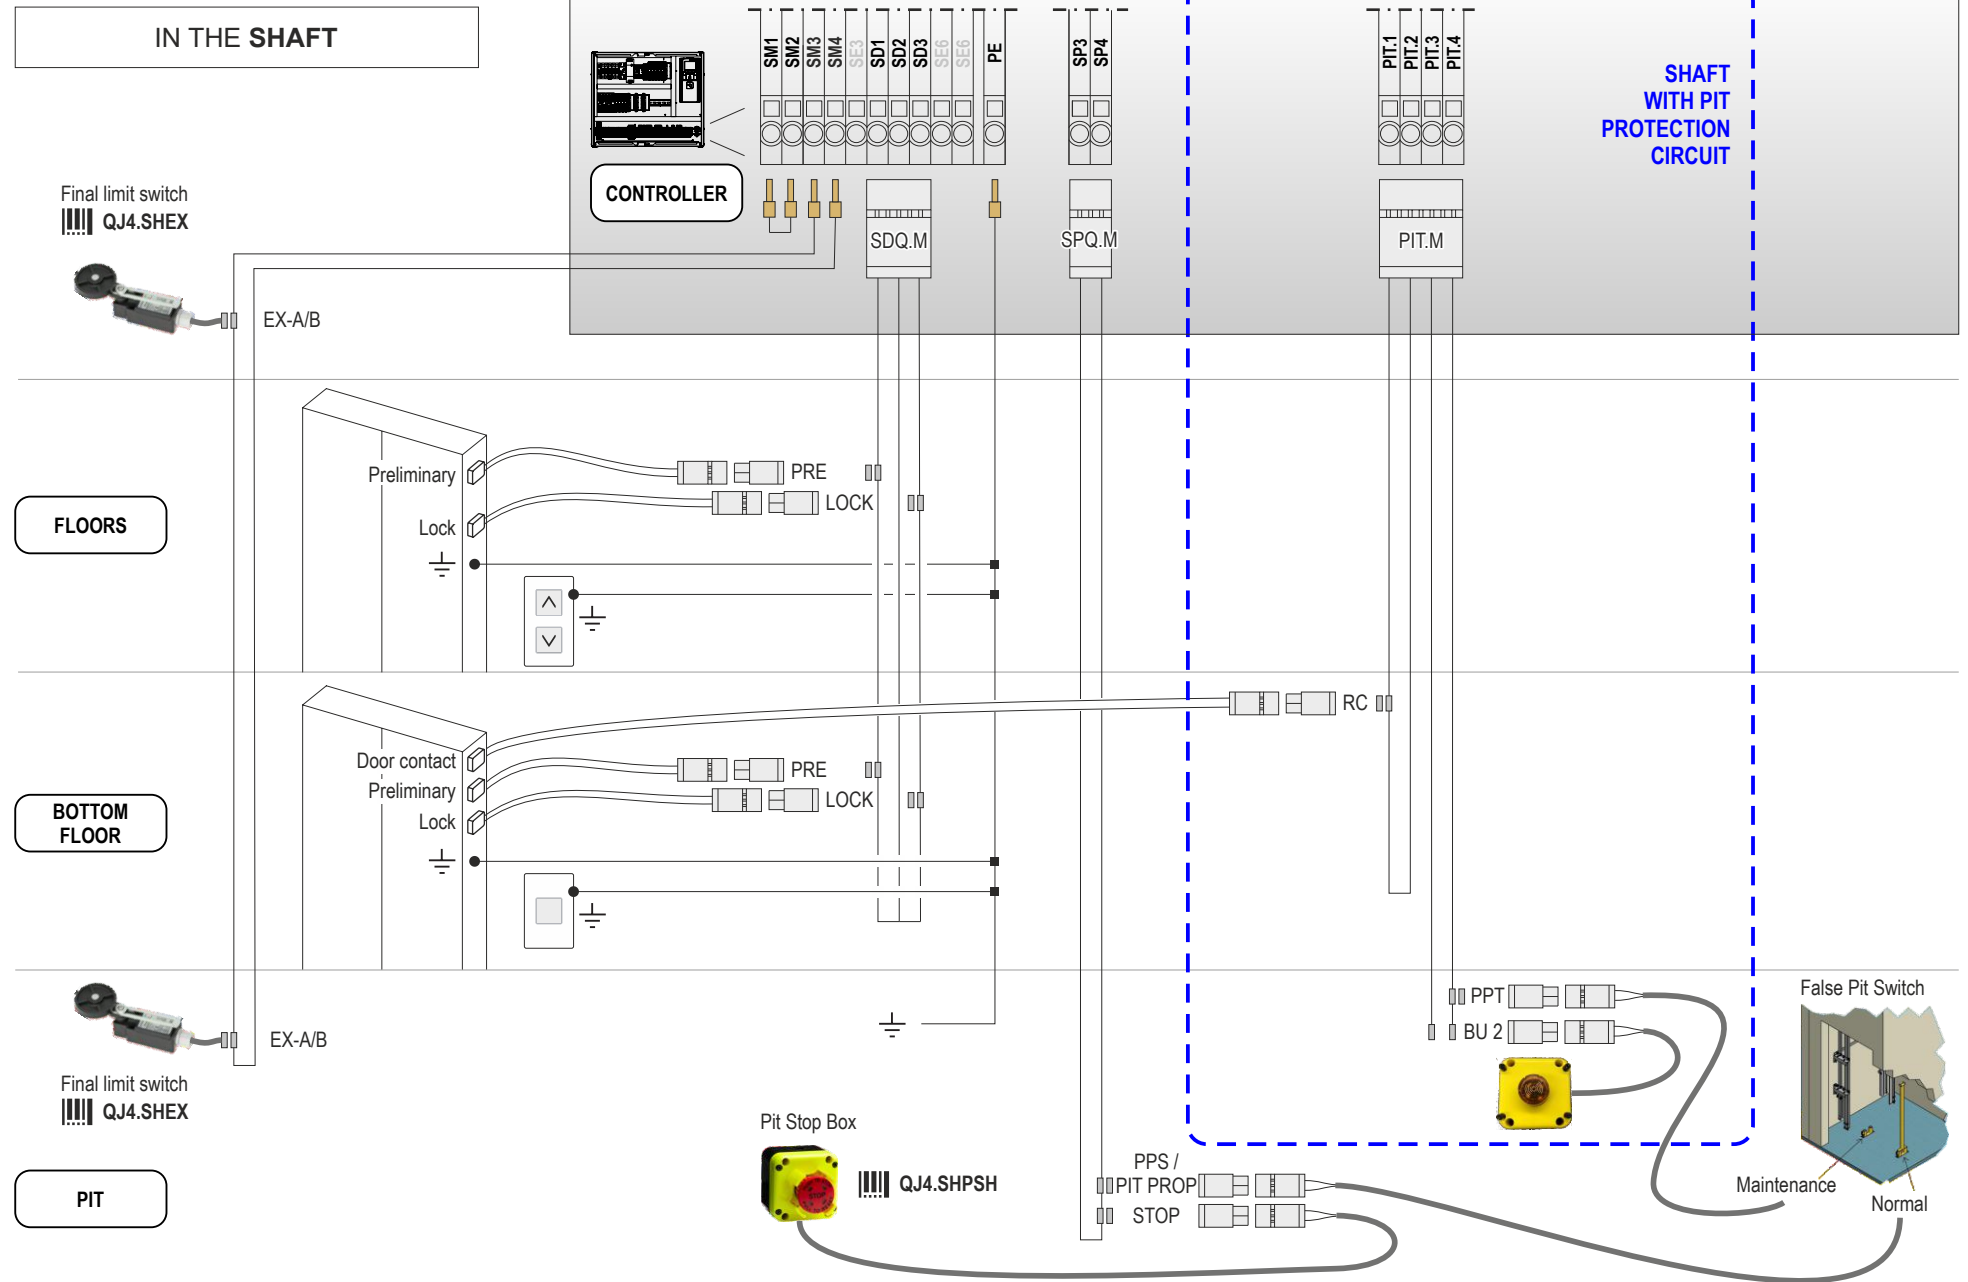 IN THE SHAFT
SM1
SM2
SM3
SM4
SE3
SD1
SD2
SD3
SE6
SE6
PE
SP3
SP4
PIT.1
PIT.2
PIT.3
PIT.4
SHAFT
WITH PIT
PROTECTION
CIRCUIT
CONTROLLER
Final limit switch
QJ4.SHEX
SDQ.M
SPQ.M
PIT.M
EX-A/B
Preliminary
PRE
LOCK
Lock
FLOORS
RC
Door contact
PRE
Preliminary
LOCK
Lock
BOTTOM
FLOOR
False Pit Switch
PPT
BU 2
EX-A/B
Final limit switch
QJ4.SHEX
Pit Stop Box
STOP
QJ4.SHPSH
PPS /
PIT PROP
STOP
Maintenance
Normal
PIT